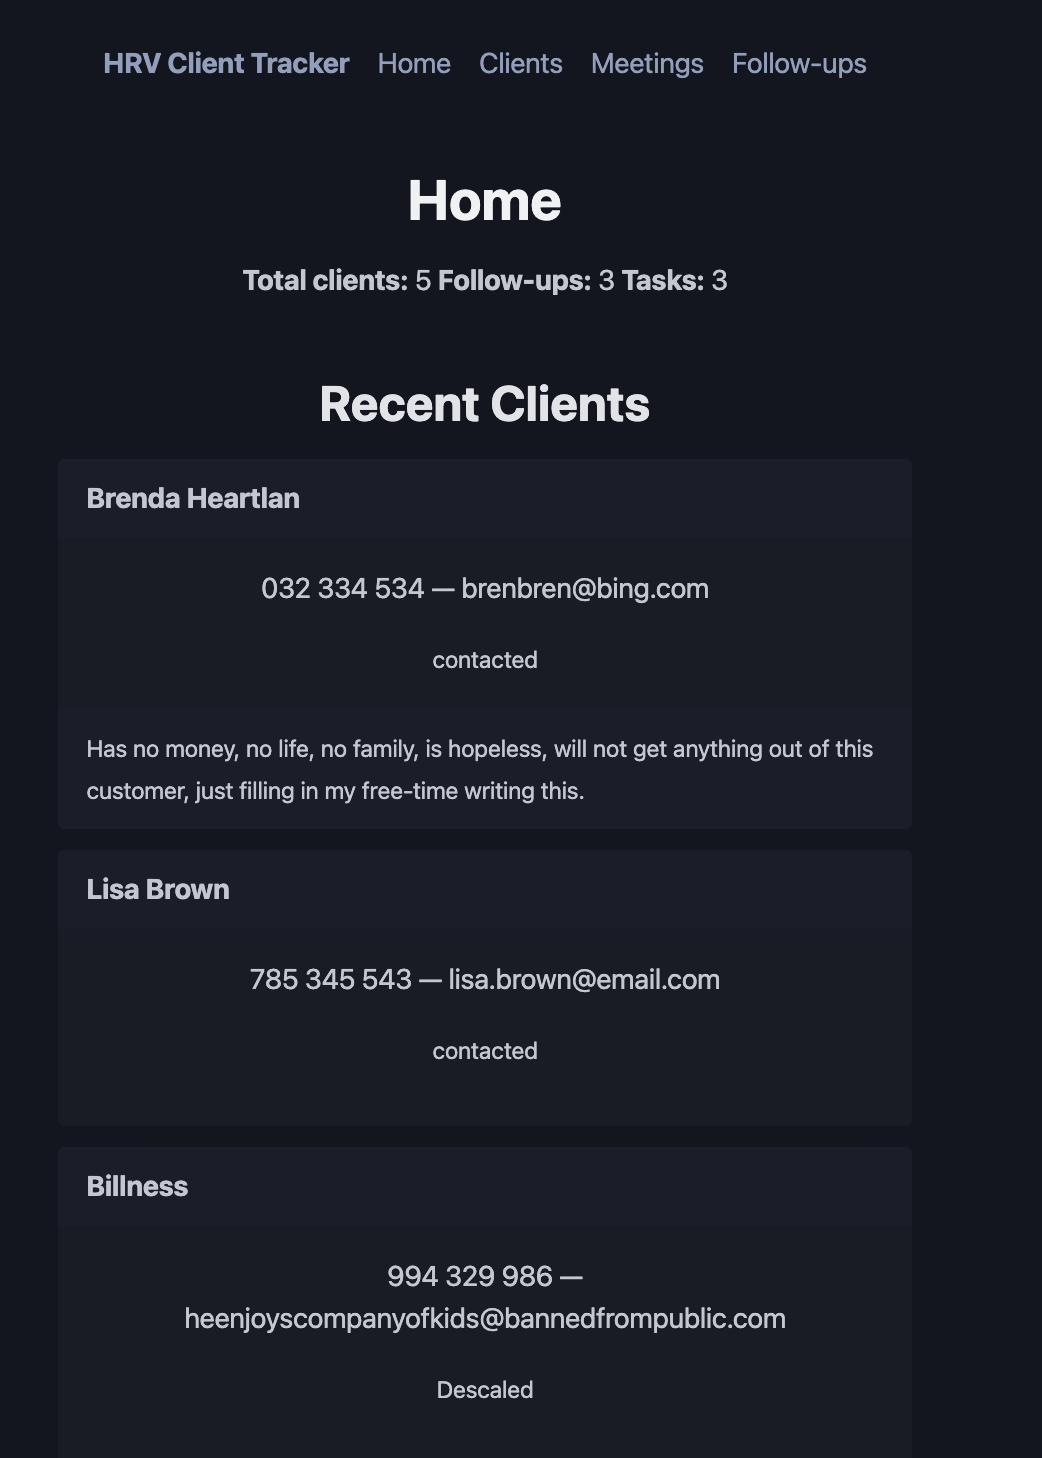 HRV Client Tracker Home Clients Meetings Follow-ups
Home
Total clients: 5 Follow-ups: 3 Tasks: 3
Recent Clients
Brenda Heartlan
032 334 534 — brenbren@bing.com
contacted
Has no money, no life, no family, is hopeless, will not get anything out of this
customer, just filling in my free-time writing this.
Lisa Brown
785 345 543 — lisa.brown@email.com
contacted
Billness
994 329 986 —
heenjoyscompanyofkids@bannedfrompublic.com
Descaled